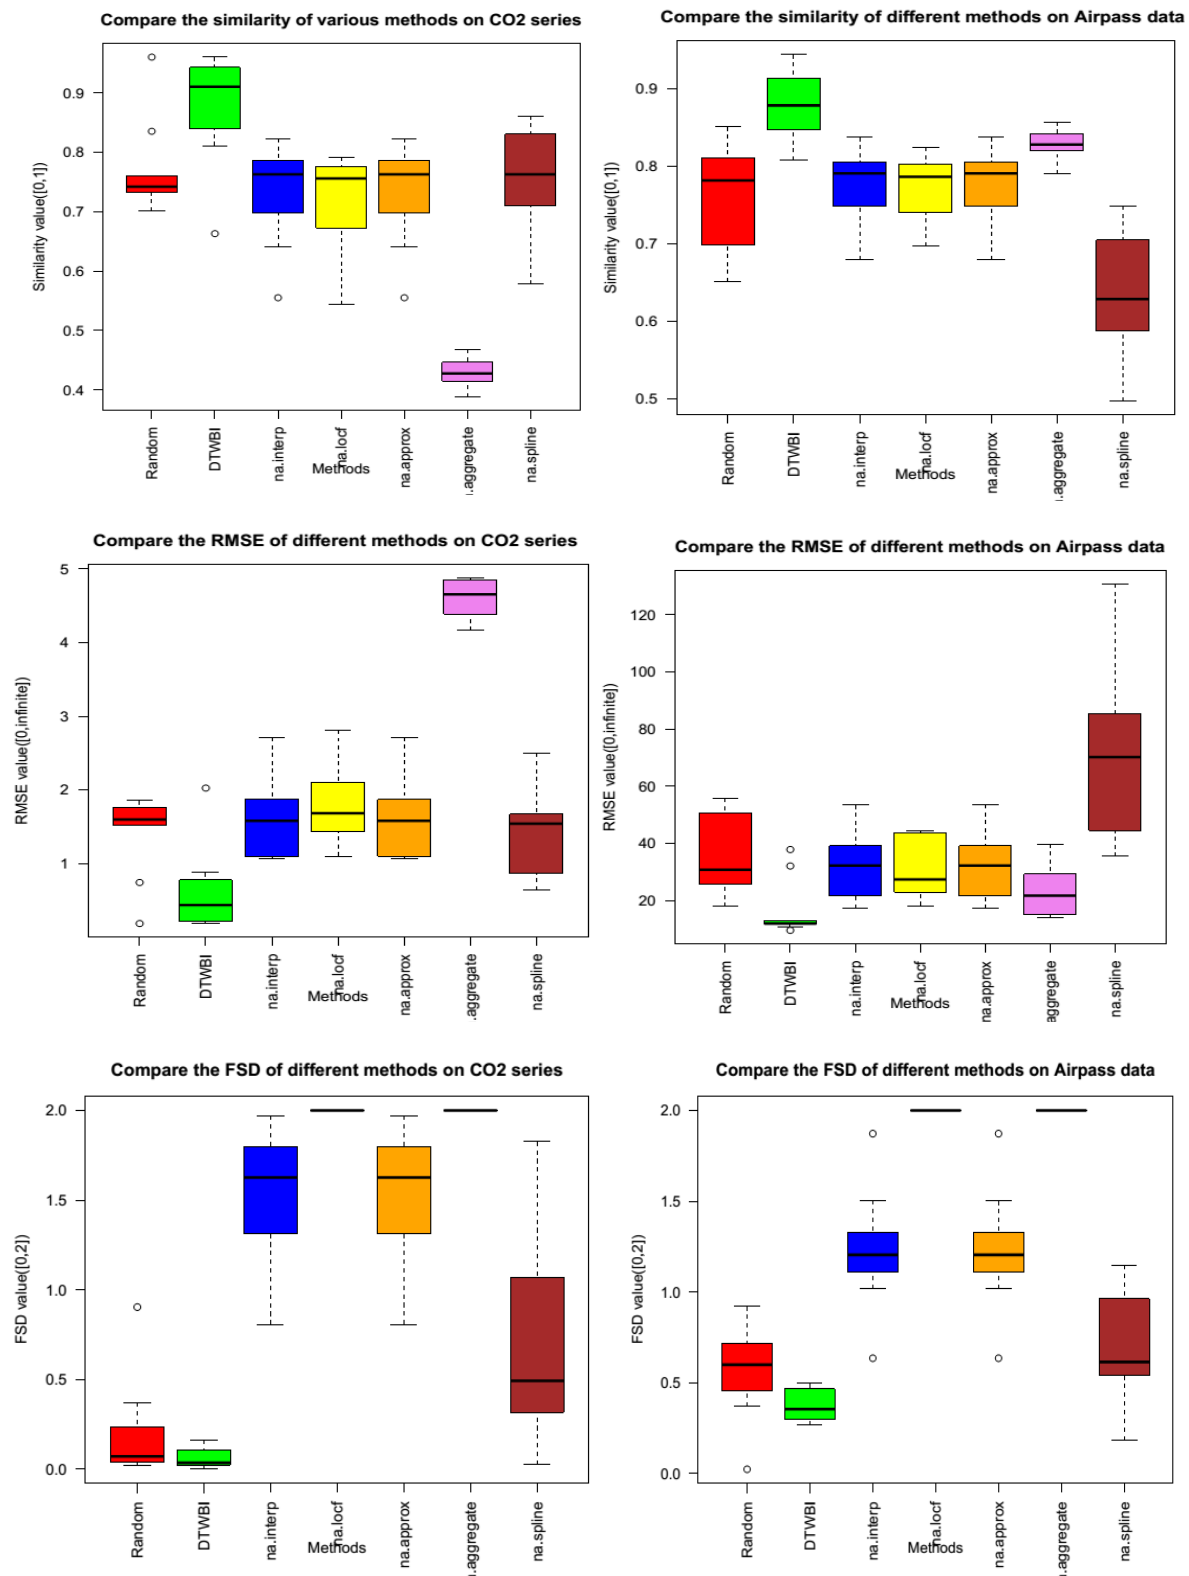 Compare the similarity of various methods on CO2 series
Similarity value([0,1])
0.9
0.8
0.7
0.6
0.5
0.4
Random
DTWBI
na.interp
na.locf
na.approx
.aggregate
na.spline
Methods
Compare the similarity of different methods on Airpass data
Similarity value([0,1])
0.9
0.8
0.7
0.6
0.5
Random
DTWBI
na.interp
na.locf
na.approx
.aggregate
na.spline
Methods
Compare the RMSE of different methods on CO2 series
RMSE value([0,infinite])
5
4
3
2
1
Random
DTWBI
na.interp
na.locf
na.approx
.aggregate
na.spline
Methods
Compare the RMSE of different methods on Airpass data
RMSE value([0,infinite])
120
100
80
60
40
20
Random
DTWBI
na.interp
na.locf
na.approx
aggregate
na.spline
Methods
Compare the FSD of different methods on CO2 series
FSD value([0,2])
2.0
1.5
1.0
0.5
0.0
Random
DTWBI
na.interp
na.locf
na.approx
.aggregate
na.spline
Methods
Compare the FSD of different methods on Airpass data
FSD value([0,2])
2.0
1.5
1.0
0.5
0.0
Random
DTWBI
na.interp
na.locf
na.approx
.aggregate
na.spline
Methods